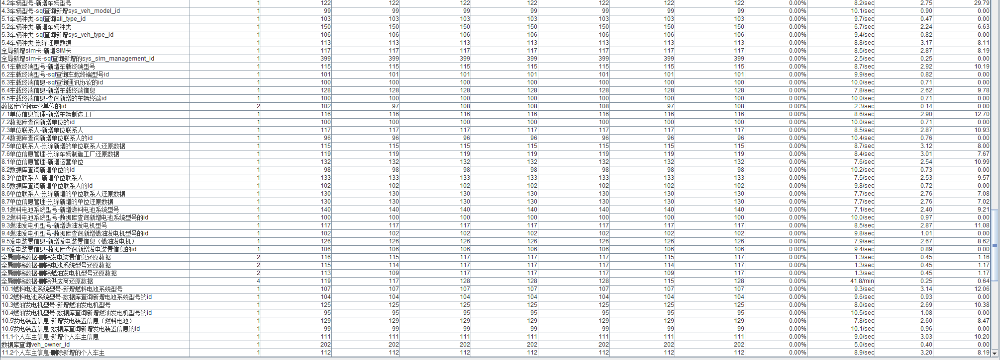 4.2车辆型号-新增车辆型号 1 122 122 122 122 122 122 122 0.00% 8.2/sec 2.75 29.79
4.3车辆型号-sql查询新增sys_veh_model_id 1 99 99 99 99 99 99 99 0.00% 10.1/sec 0.90 0.00
5.1车辆种类-sql查询all_type_id 1 103 103 103 103 103 103 103 0.00% 9.7/sec 0.47 0.00
5.2车辆种类-新增车辆种类 1 150 150 150 150 150 150 150 0.00% 6.7/sec 2.24 6.63
5.3车辆种类-sql查询新增sys_veh_type_id 1 106 106 106 106 106 106 106 0.00% 9.4/sec 0.82 0.00
5.4车辆种类-删除还原数据 1 113 113 113 113 113 113 113 0.00% 8.8/sec 3.17 8.11
全局新增sim卡-新增SIM卡 1 117 117 117 117 117 117 117 0.00% 8.5/sec 2.87 8.19
全局新增sim卡-sql查询新增的sys_sim_management_id 1 399 399 399 399 399 399 399 0.00% 2.5/sec 0.25 0.00
6.1车载终端型号-新增车载终端型号 1 115 115 115 115 115 115 115 0.00% 8.7/sec 2.92 10.19
6.2车载终端型号-sql查询车载终端型号id 1 101 101 101 101 101 101 101 0.00% 9.9/sec 0.82 0.00
6.3车载终端信息-sql查询通讯协议的id 1 100 100 100 100 100 100 100 0.00% 10.0/sec 0.71 0.00
6.4车载终端信息-新增车载终端信息 1 128 128 128 128 128 128 128 0.00% 7.8/sec 2.62 9.78
6.5车载终端信息-查询新增的车辆终端id 1 100 100 100 100 100 100 100 0.00% 10.0/sec 0.71 0.00
数据库查询运营单位的id 2 102 97 108 108 108 97 108 0.00% 2.3/sec 0.14 0.00
7.1单位信息管理-新增车辆制造工厂 1 116 116 116 116 116 116 116 0.00% 8.6/sec 2.90 12.70
7.2数据库查询新增单位的id 1 100 100 100 100 100 100 100 0.00% 10.0/sec 0.71 0.00
7.3单位联系人-新增单位联系人 1 117 117 117 117 117 117 117 0.00% 8.5/sec 2.87 10.93
7.4数据库查询新增单位联系人的id 1 96 96 96 96 96 96 96 0.00% 10.4/sec 0.76 0.00
7.5单位联系人-删除新增的单位联系人还原数据 1 115 115 115 115 115 115 115 0.00% 8.7/sec 3.12 8.00
7.6单位信息管理-删除车辆制造工厂还原数据 1 119 119 119 119 119 119 119 0.00% 8.4/sec 3.01 7.67
8.1单位信息管理-新增运营单位 1 132 132 132 132 132 132 132 0.00% 7.6/sec 2.54 10.99
8.2数据库查询新增单位的id 1 98 98 98 98 98 98 98 0.00% 10.2/sec 0.73 0.00
8.3单位联系人-新增单位联系人 1 133 133 133 133 133 133 133 0.00% 7.5/sec 2.53 9.57
8.5数据库查询新增单位联系人的id 1 102 102 102 102 102 102 102 0.00% 9.8/sec 0.72 0.00
8.6单位联系人-删除新增的单位联系人还原数据 1 130 130 130 130 130 130 130 0.00% 7.7/sec 2.76 7.08
8.7单位信息管理-删除新增的单位还原数据 1 130 130 130 130 130 130 130 0.00% 7.7/sec 2.76 7.02
9.1燃料电池系统型号-新增燃料电池系统型号 1 140 140 140 140 140 140 140 0.00% 7.1/sec 2.40 9.21
9.2燃料电池系统型号-数据库查询新增电池系统型号的id 1 100 100 100 100 100 100 100 0.00% 10.0/sec 0.97 0.00
9.3燃油发电机型号-新增燃油发电机型号 1 117 117 117 117 117 117 117 0.00% 8.5/sec 2.87 11.08
9.4燃油发电机型号-数据库查询新增燃油发电机型号的id 1 102 102 102 102 102 102 102 0.00% 9.8/sec 1.01 0.00
9.5发电装置信息-新增发电装置信息（燃油发电机） 1 126 126 126 126 126 126 126 0.00% 7.9/sec 2.67 8.62
9.6发电装置信息-数据库查询新增发电装置信息的id 1 106 106 106 106 106 106 106 0.00% 9.4/sec 0.89 0.00
全局删除数据-删除发电装置信息还原数据 2 116 115 117 117 117 115 117 0.00% 1.3/sec 0.45 1.16
全局删除数据-删除电池系统型号还原数据 2 115 114 117 117 117 114 117 0.00% 1.3/sec 0.45 1.17
全局删除数据-删除燃油发电机型号还原数据 2 113 109 117 117 117 109 117 0.00% 1.3/sec 0.45 1.17
全局删除数据-删除供应商还原数据 4 119 117 128 128 128 115 128 0.00% 41.8/min 0.25 0.64
10.1燃料电池系统型号-新增燃料电池系统型号 1 107 107 107 107 107 107 107 0.00% 9.3/sec 3.14 12.06
10.2燃料电池系统型号-数据库查询新增电池系统型号的id 1 104 104 104 104 104 104 104 0.00% 9.6/sec 0.93 0.00
10.3燃油发电机型号-新增燃油发电机型号 1 125 125 125 125 125 125 125 0.00% 8.0/sec 2.69 10.38
10.4燃油发电机型号-数据库查询新增燃油发电机型号的id 1 95 95 95 95 95 95 95 0.00% 10.5/sec 1.08 0.00
10.5发电装置信息-新增发电装置信息（燃料电池） 1 129 129 129 129 129 129 129 0.00% 7.8/sec 2.60 8.47
10.6发电装置信息-数据库查询新增发电装置信息的id 1 99 99 99 99 99 99 99 0.00% 10.1/sec 0.96 0.00
11.1个人车主信息-新增个人车主信息 1 111 111 111 111 111 111 111 0.00% 9.0/sec 3.03 10.20
数据库查询veh_owner_id 1 202 202 202 202 202 202 202 0.00% 5.0/sec 0.40 0.00
11.2个人车主信息-删除新增的个人车主 1 112 112 112 112 112 112 112 0.00% 8.9/sec 3.20 8.19